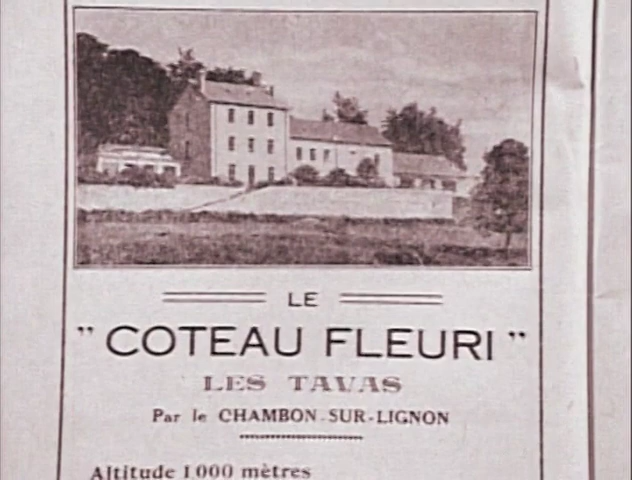 LE
" COTEAU FLEURI "
LES TAVAS
Par le CHAMBON-SUR-LIGNON
Altitude 1000 mètres